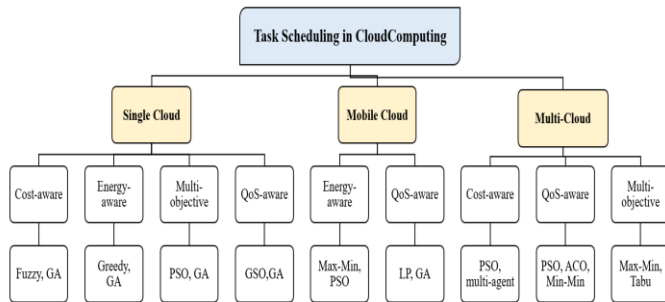 Task Scheduling in CloudComputing
Single Cloud
Mobile Cloud
Multi-Cloud
Cost-aware
Energy-
aware
Multi-
objective
QoS-aware
Energy-
aware
QoS-aware
Cost-aware
QoS-aware
Multi-
objective
Fuzzy, GA
Greedy,
GA
PSO, GA
GSO,GA
Max-Min,
PSO
LP, GA
PSO,
multi-agent
PSO, ACO,
Min-Min
Max-Min,
Tabu